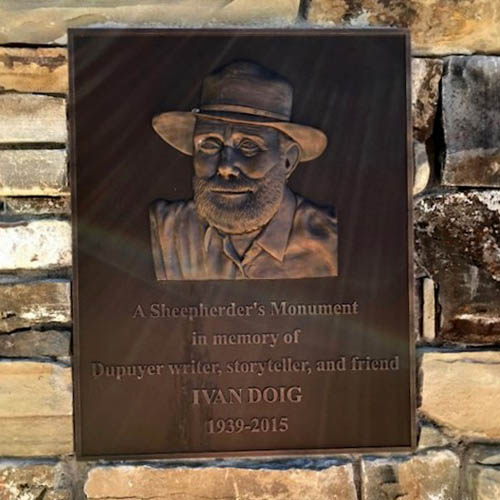 A Sheepherder's Monument
in memory of
Dupuyer writer, storyteller, and friend
IVAN DOIG
1939-2015